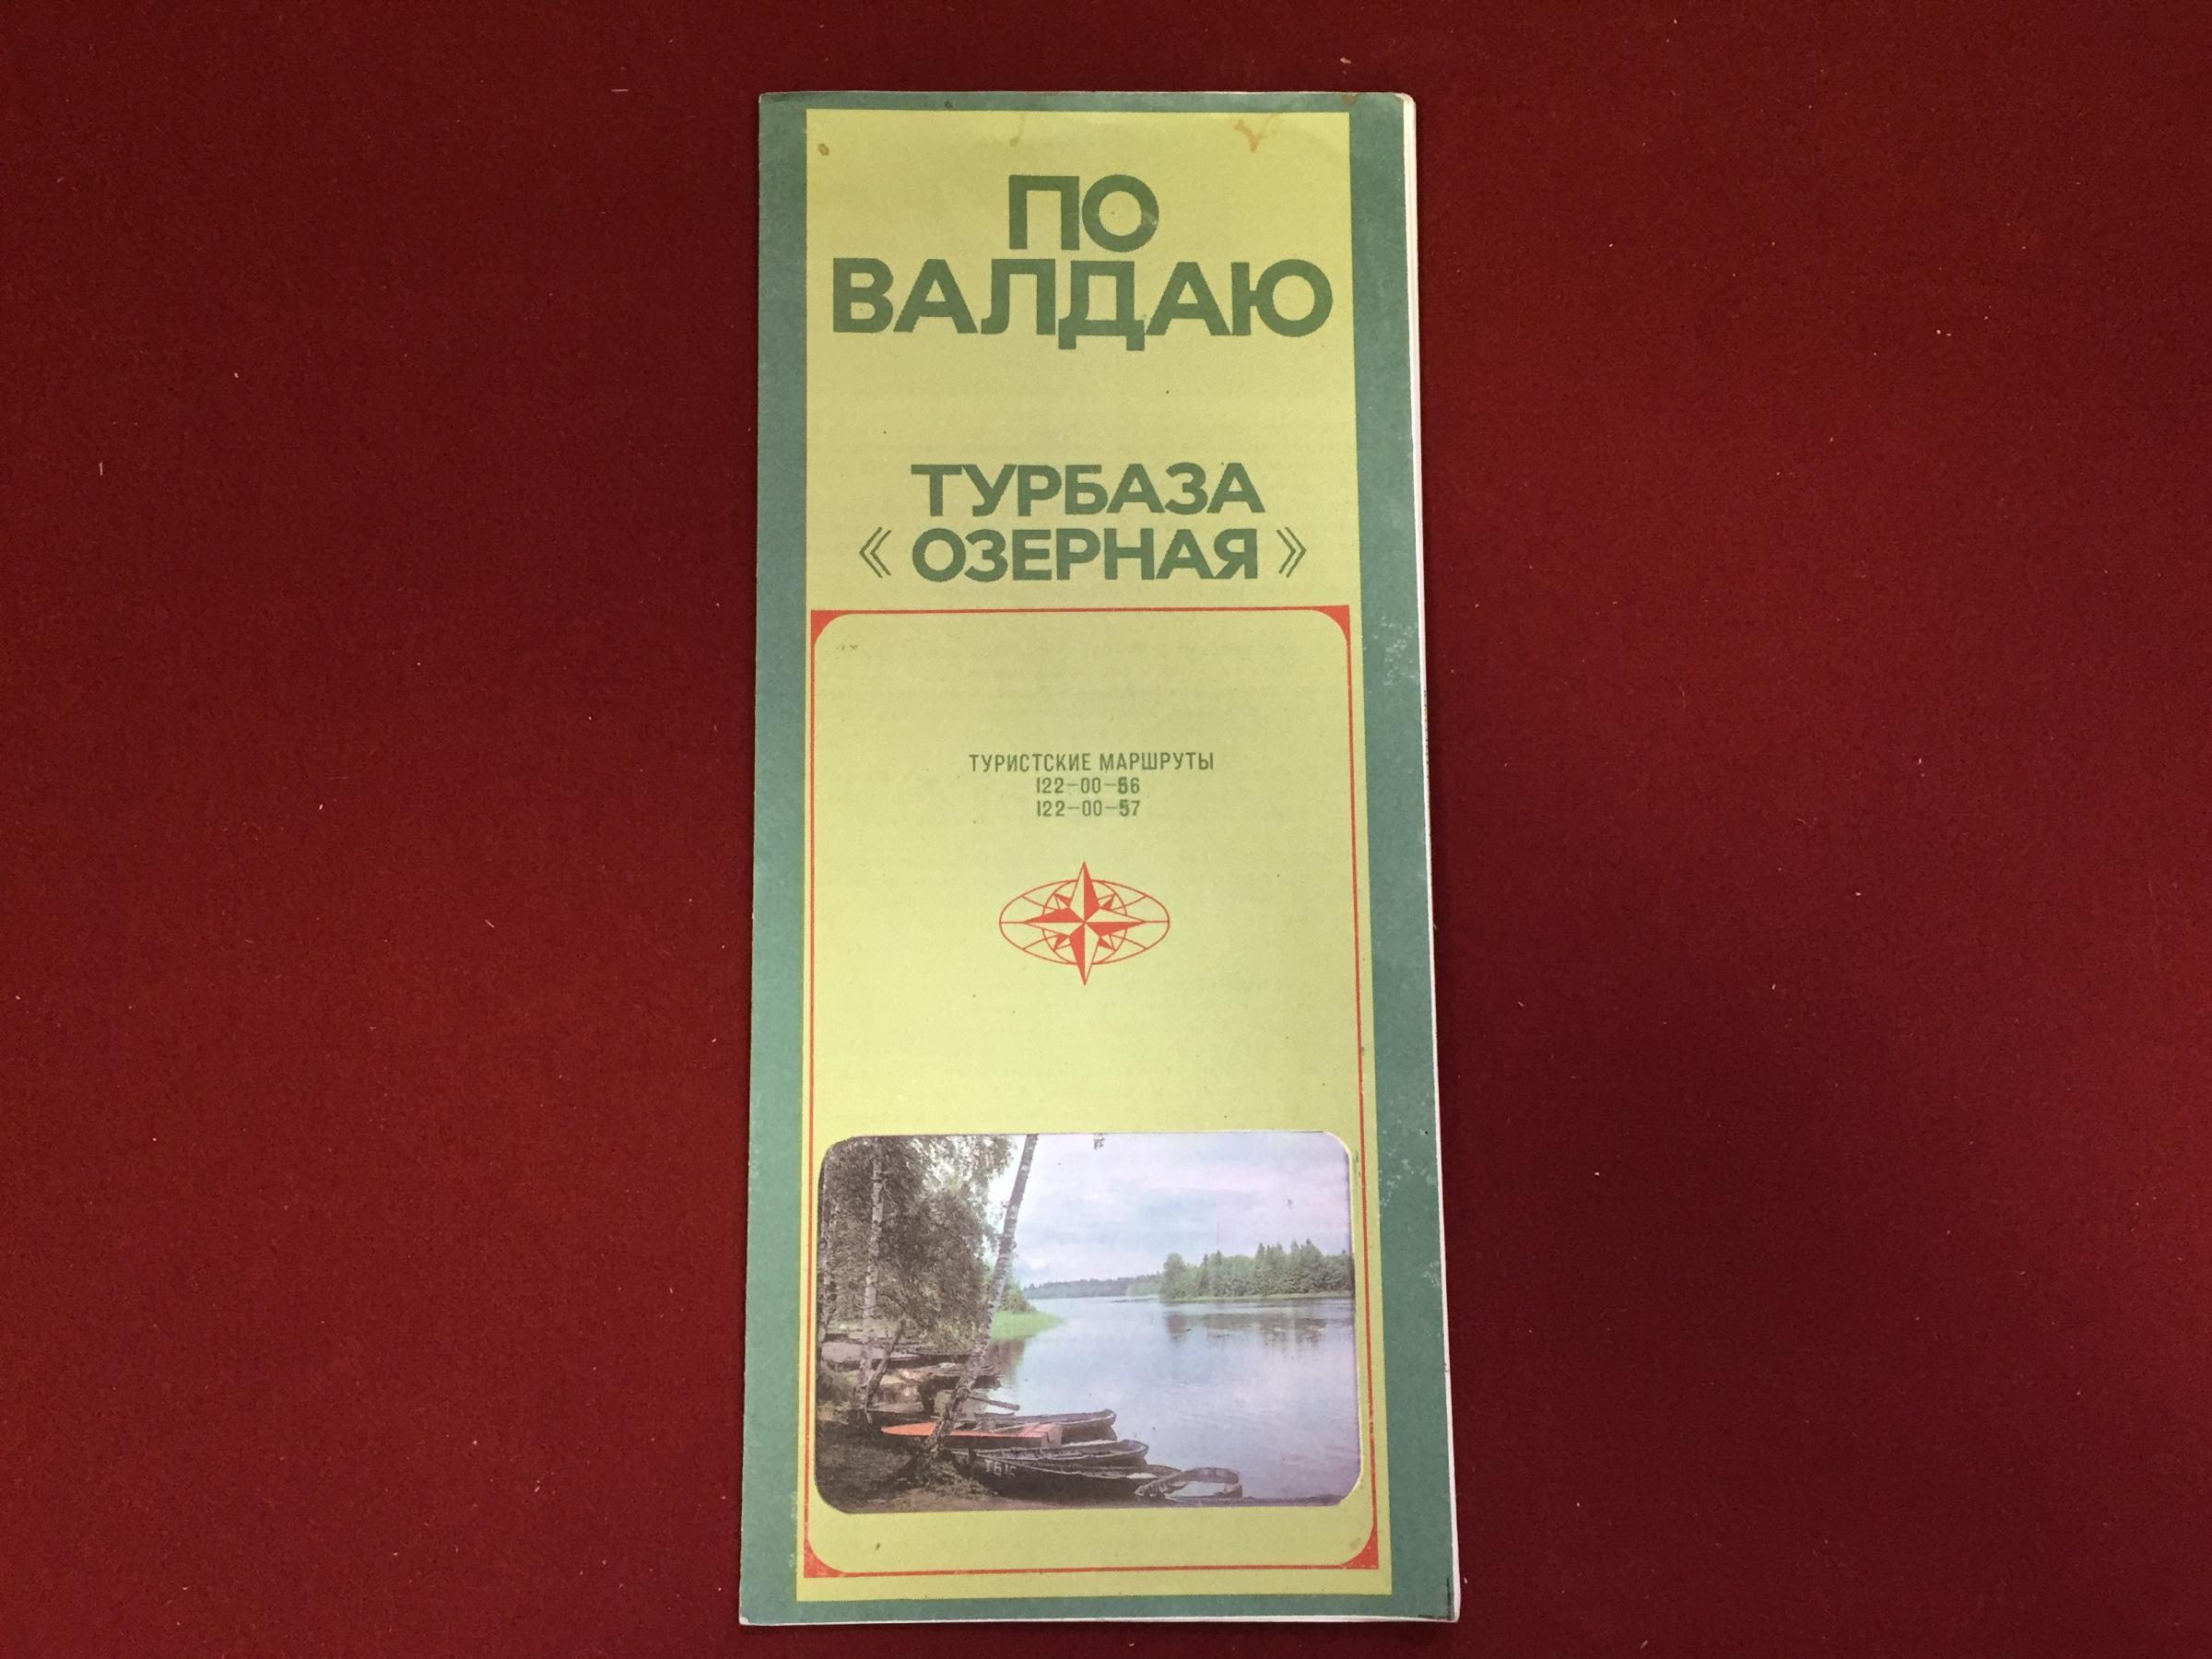 ПО
ВАЛДАЮ
ТУРБАЗА
«ОЗЕРНАЯ»
ТУРИСТСКИЕ МАРШРУТЫ
122-00-56
122-00-57